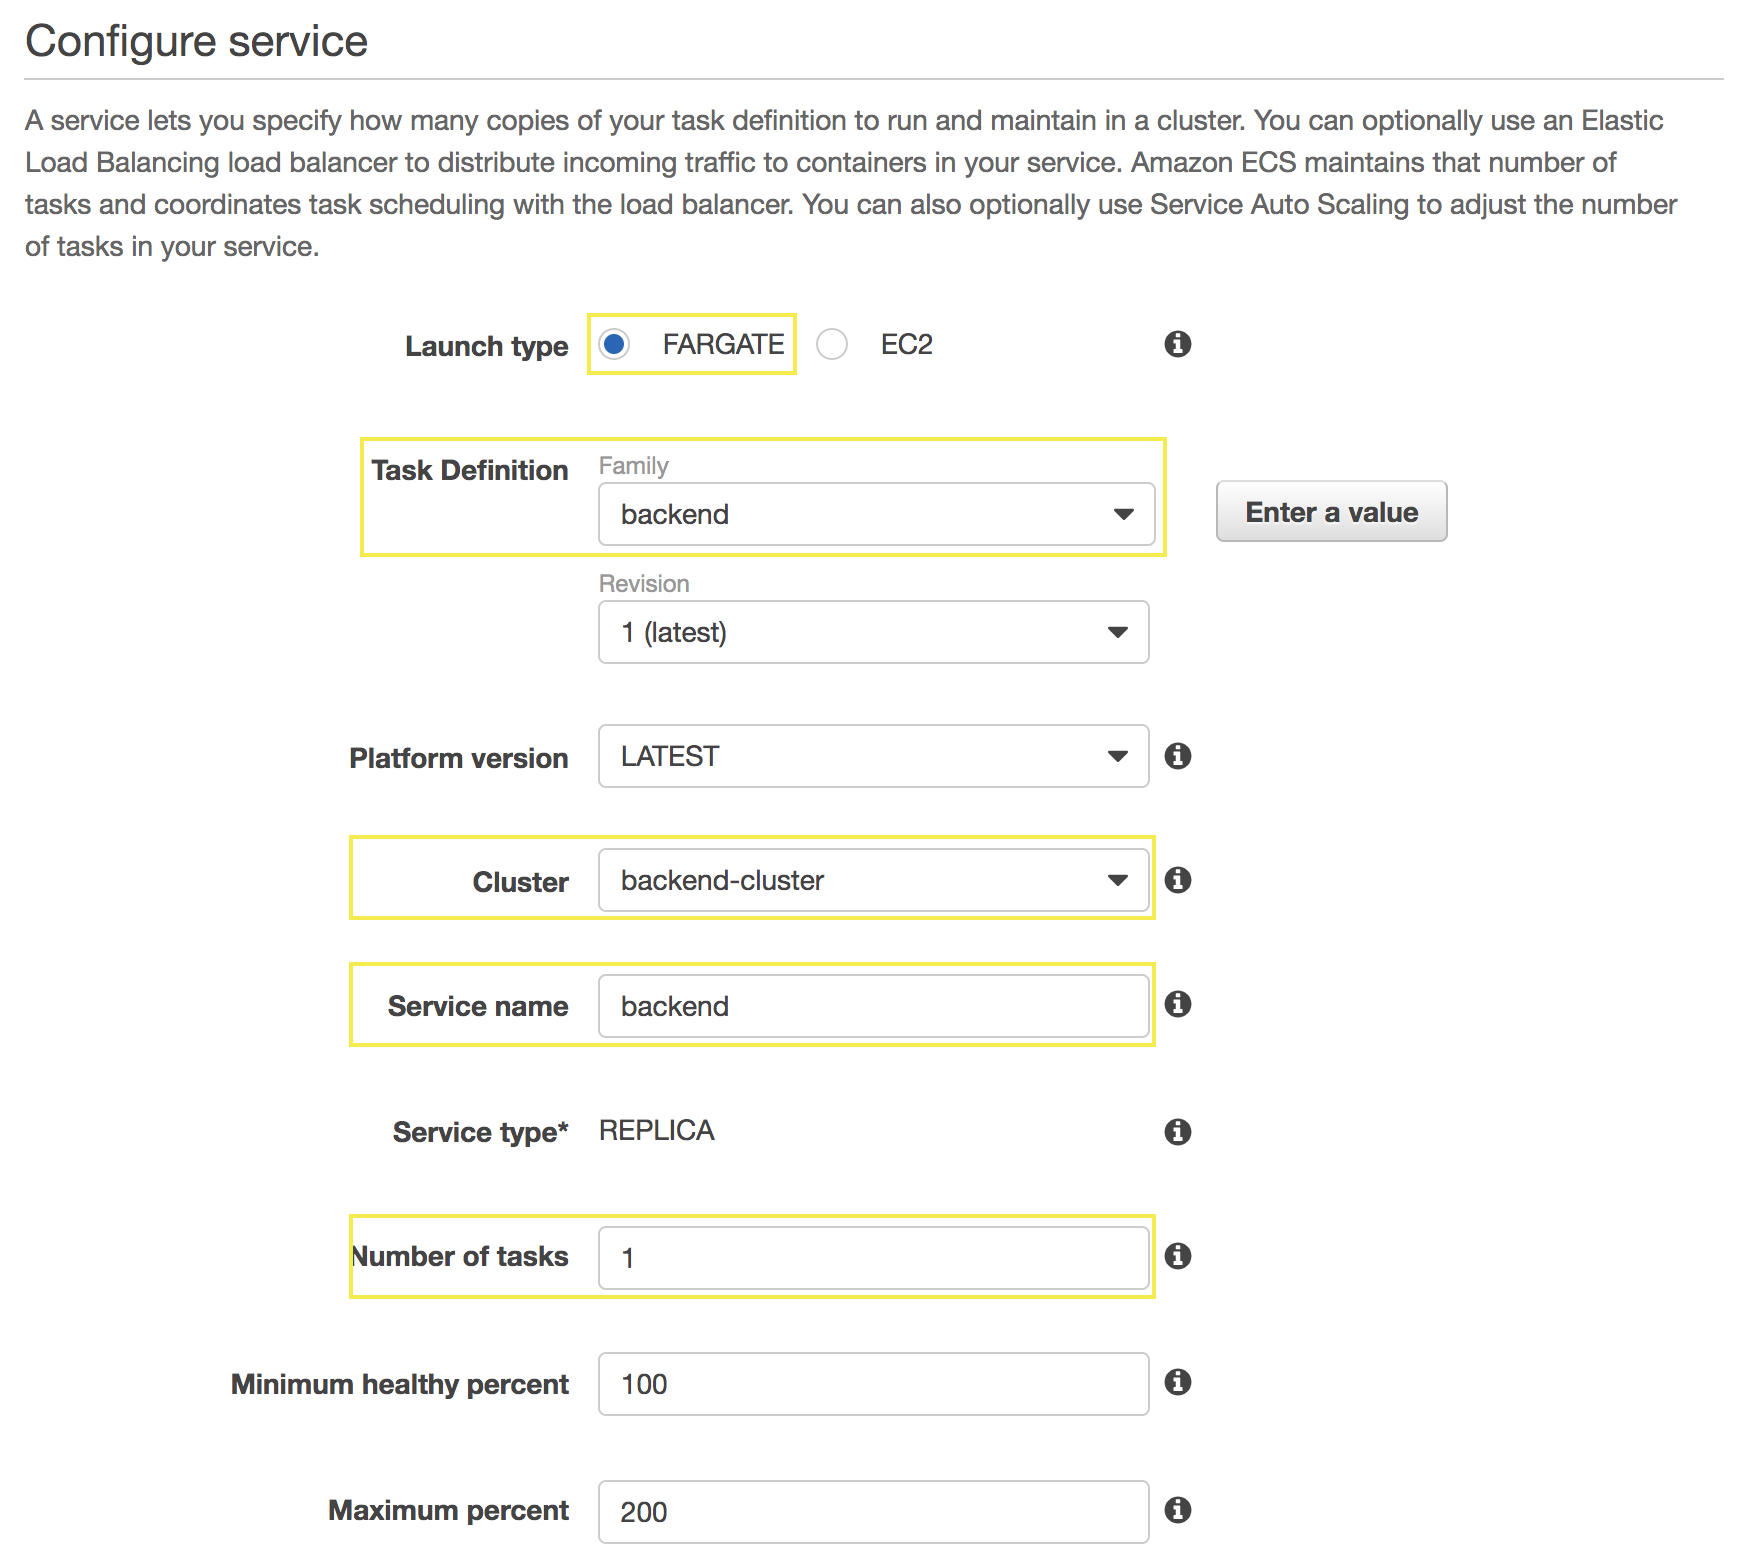 Configure service
A service lets you specify how many copies of your task definition to run and maintain in a cluster. You can optionally use an Elastic
Load Balancing load balancer to distribute incoming traffic to containers in your service. Amazon ECS maintains that number of
tasks and coordinates task scheduling with the load balancer. You can also optionally use Service Auto Scaling to adjust the number
of tasks in your service.
Launch type FARGATE EC2
Task Definition Family
backend Enter a value
Revision
1 (latest)
Platform version LATEST
Cluster backend-cluster
Service name backend
Service type* REPLICA
Number of tasks 1
Minimum healthy percent 100
Maximum percent 200